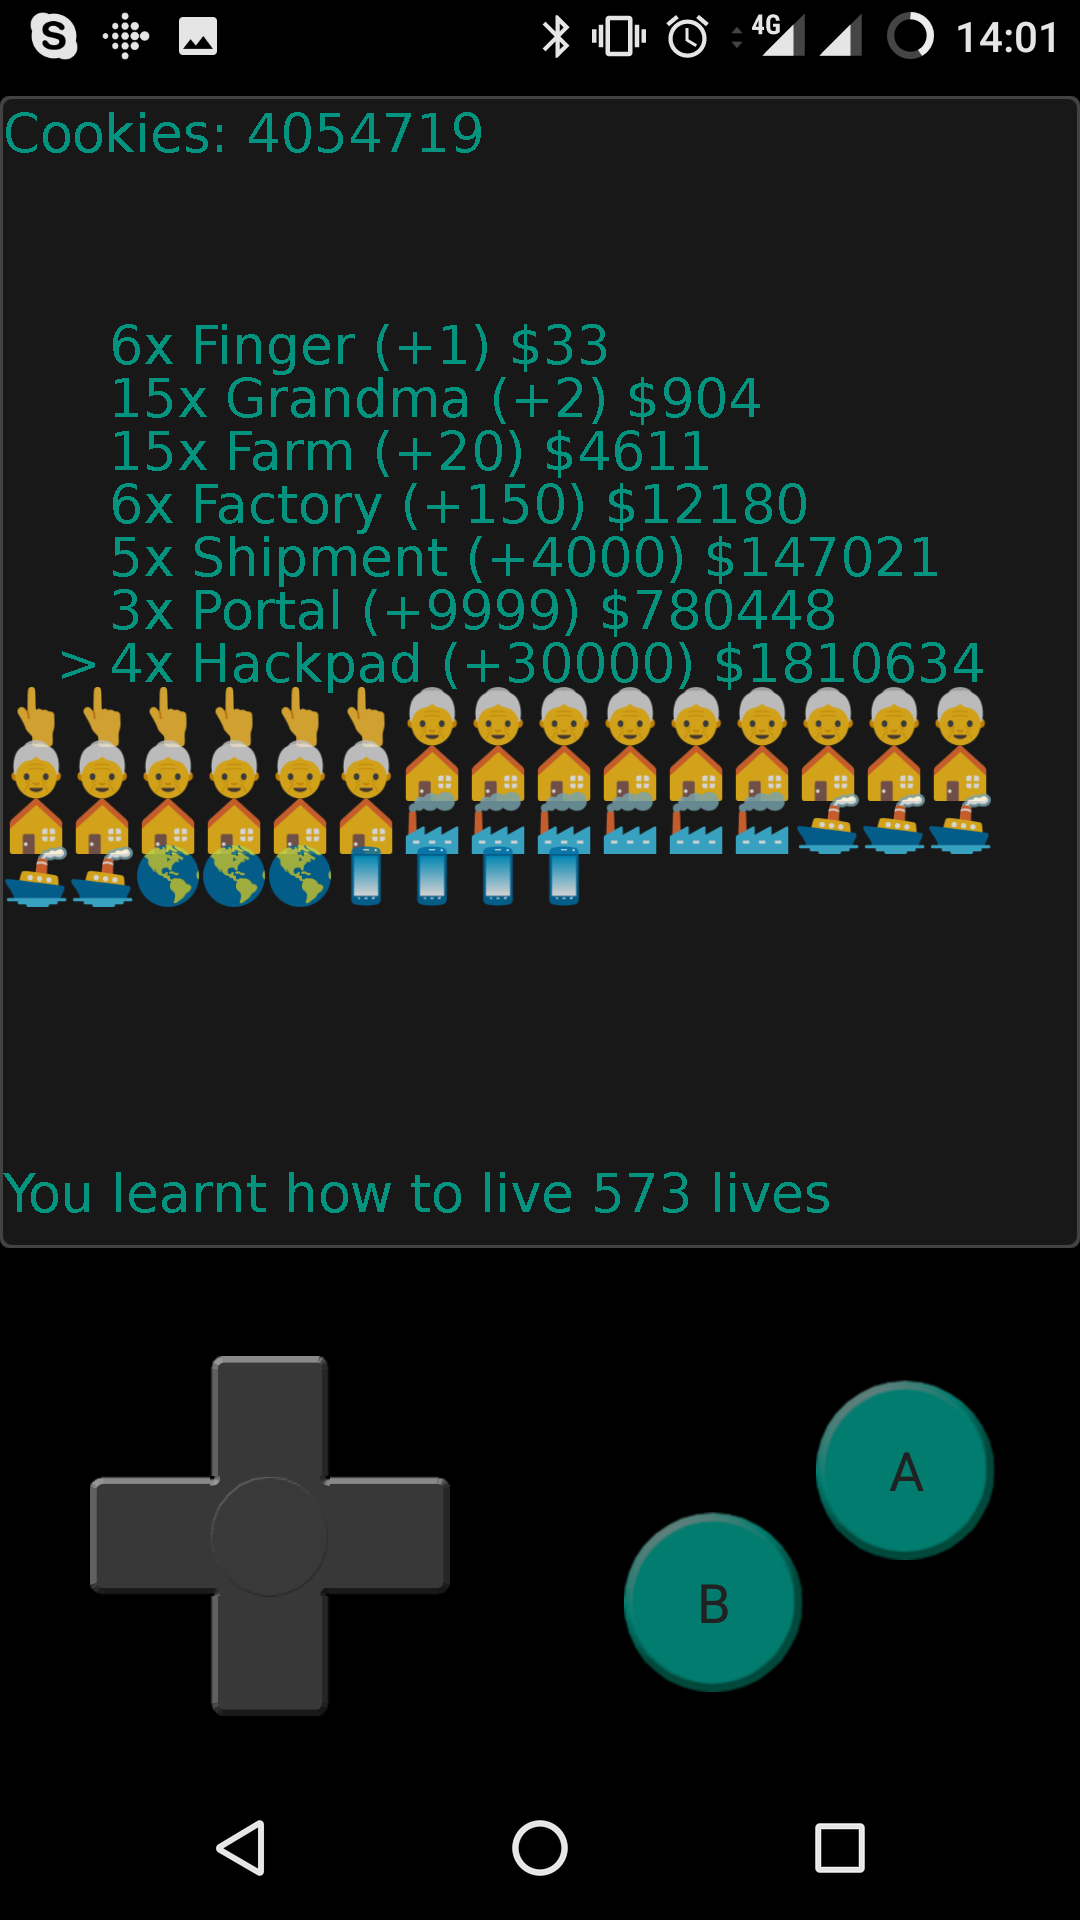 4G 14:01
Cookies: 4054719
6x Finger (+1) $33
15x Grandma (+2) $904
15x Farm (+20) $4611
6x Factory (+150) $12180
5x Shipment (+4000) $147021
3x Portal (+9999) $780448
> 4x Hackpad (+30000) $1810634
You learnt how to live 573 lives
A
B